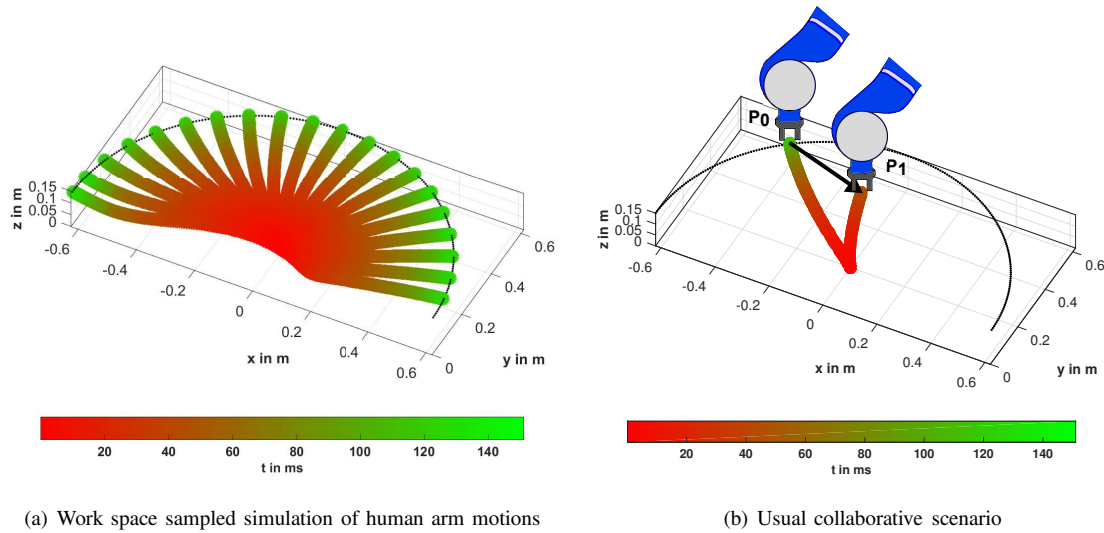 P0
P1
0.15
0.1
0.05
0
z in m
-0.6
-0.4
-0.2
0
0.2
0.4
0.6
x in m
0
0.2
0.4
0.6
y in m
0.15
0.1
0.05
0
z in m
-0.6
-0.4
-0.2
0
0.2
0.4
0.6
x in m
0
0.2
0.4
0.6
y in m
20 40 60 80 100 120 140
t in ms
20 40 60 80 100 120 140
t in ms
(a) Work space sampled simulation of human arm motions
(b) Usual collaborative scenario